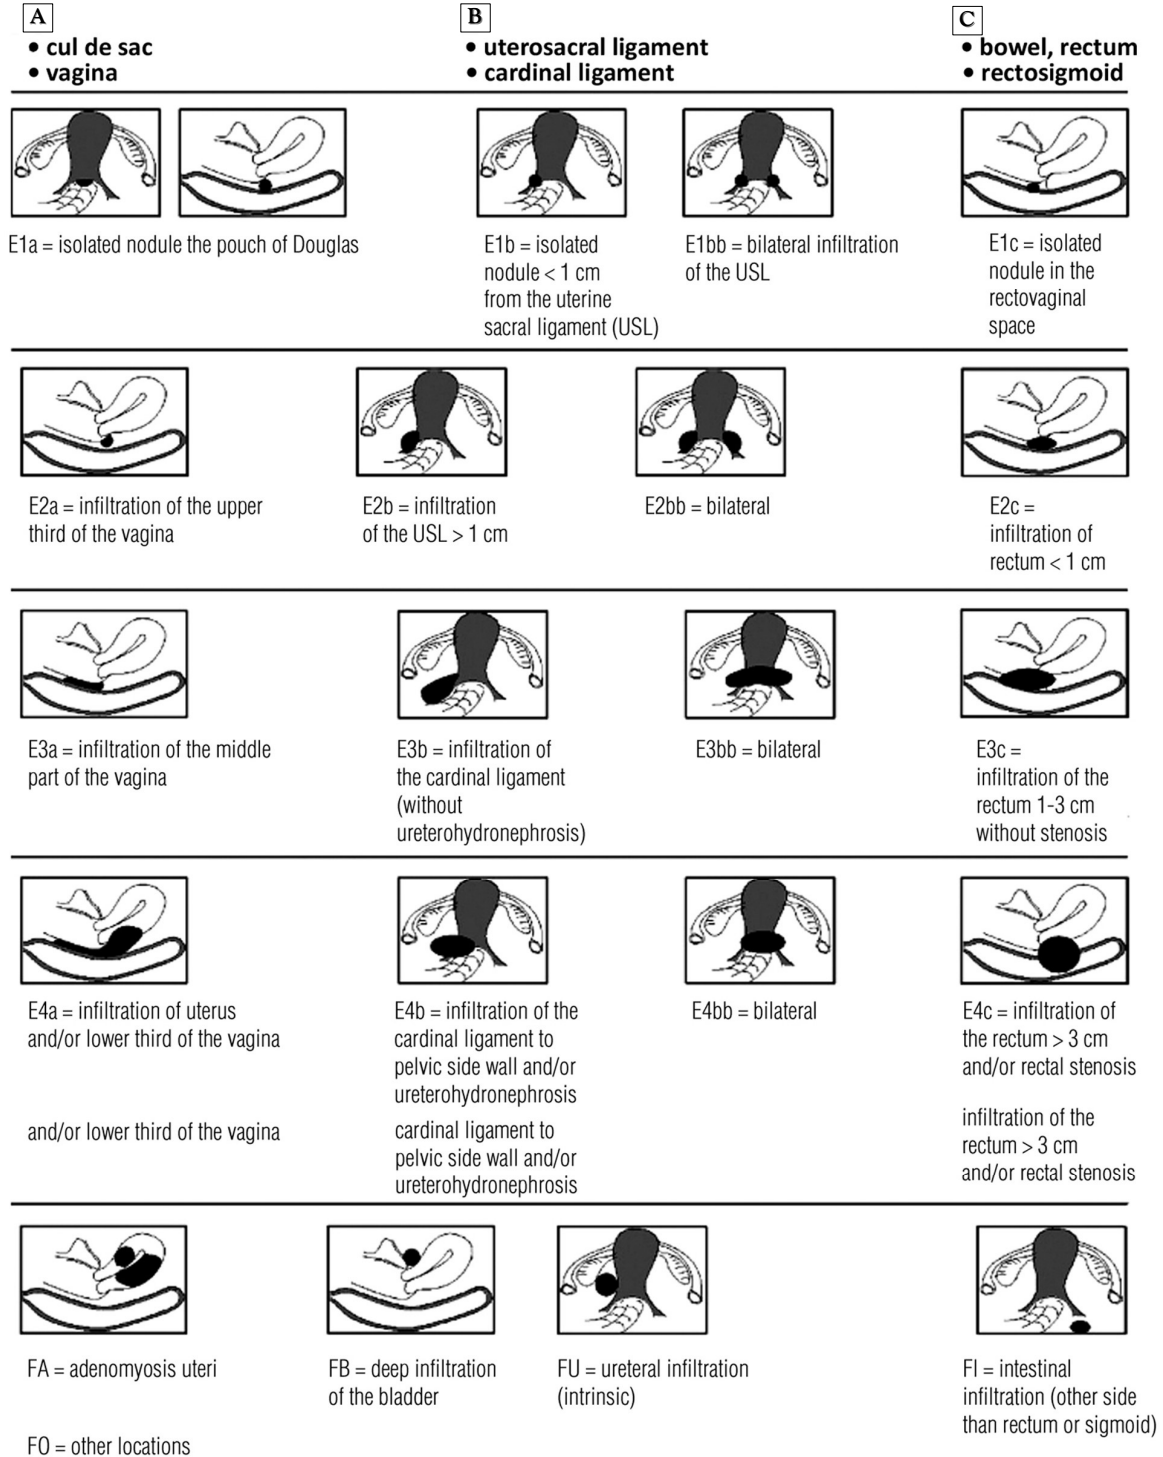 A
• cul de sac
• vagina
B
• uterosacral ligament
• cardinal ligament
C
• bowel, rectum
• rectosigmoid
E1a = isolated nodule the pouch of Douglas
E1b = isolated
nodule < 1 cm
from the uterine
sacral ligament (USL)
E1bb = bilateral infiltration
of the USL
E1c = isolated
nodule in the
rectovaginal
space
E2a = infiltration of the upper
third of the vagina
E2b = infiltration
of the USL > 1 cm
E2bb = bilateral
E2c =
infiltration of
rectum < 1 cm
E3a = infiltration of the middle
part of the vagina
E3b = infiltration of
the cardinal ligament
(without
ureterohydronephrosis)
E3bb = bilateral
E3c =
infiltration of the
rectum 1-3 cm
without stenosis
E4a = infiltration of uterus
and/or lower third of the vagina
and/or lower third of the vagina
E4b = infiltration of the
cardinal ligament to
pelvic side wall and/or
ureterohydronephrosis
cardinal ligament to
pelvic side wall and/or
ureterohydronephrosis
E4bb = bilateral
E4c = infiltration of
the rectum > 3 cm
and/or rectal stenosis
infiltration of the
rectum > 3 cm
and/or rectal stenosis
FA = adenomyosis uteri
FB = deep infiltration
of the bladder
FU = ureteral infiltration
(intrinsic)
FI = intestinal
infiltration (other side
than rectum or sigmoid)
FO = other locations